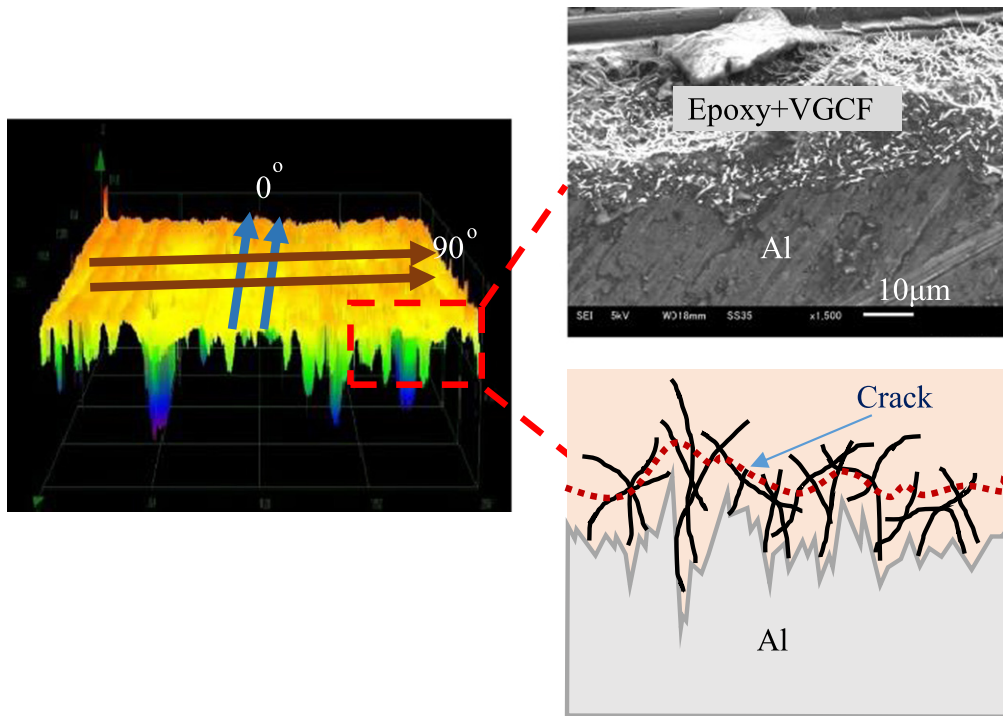 0°
90°
Epoxy+VGCF
Al
10μm
SEI 5kV WD18mm SS35 x1,500
Crack
Al